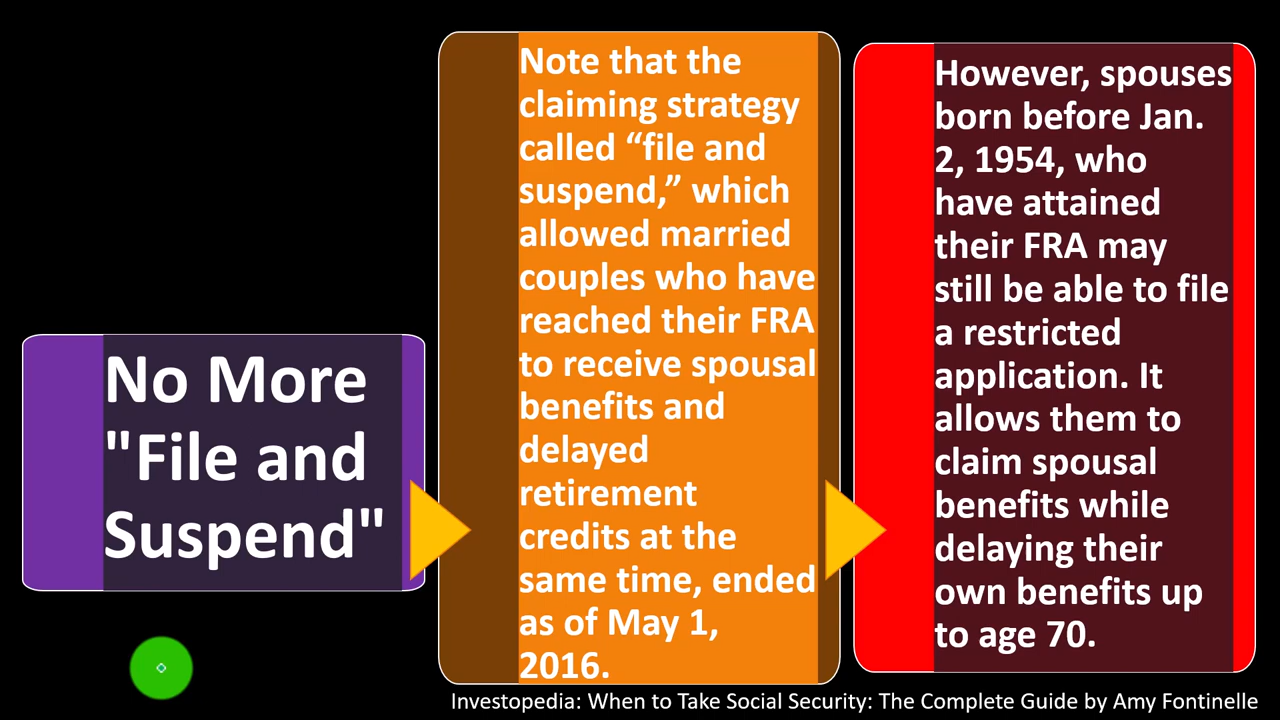 No More
"File and
Suspend"
Note that the
claiming strategy
called “file and
suspend,” which
allowed married
couples who have
reached their FRA
to receive spousal
benefits and
delayed
retirement
credits at the
same time, ended
as of May 1,
2016.
However, spouses
born before Jan.
2, 1954, who
have attained
their FRA may
still be able to file
a restricted
application. It
allows them to
claim spousal
benefits while
delaying their
own benefits up
to age 70.
Investopedia: When to Take Social Security: The Complete Guide by Amy Fontinelle